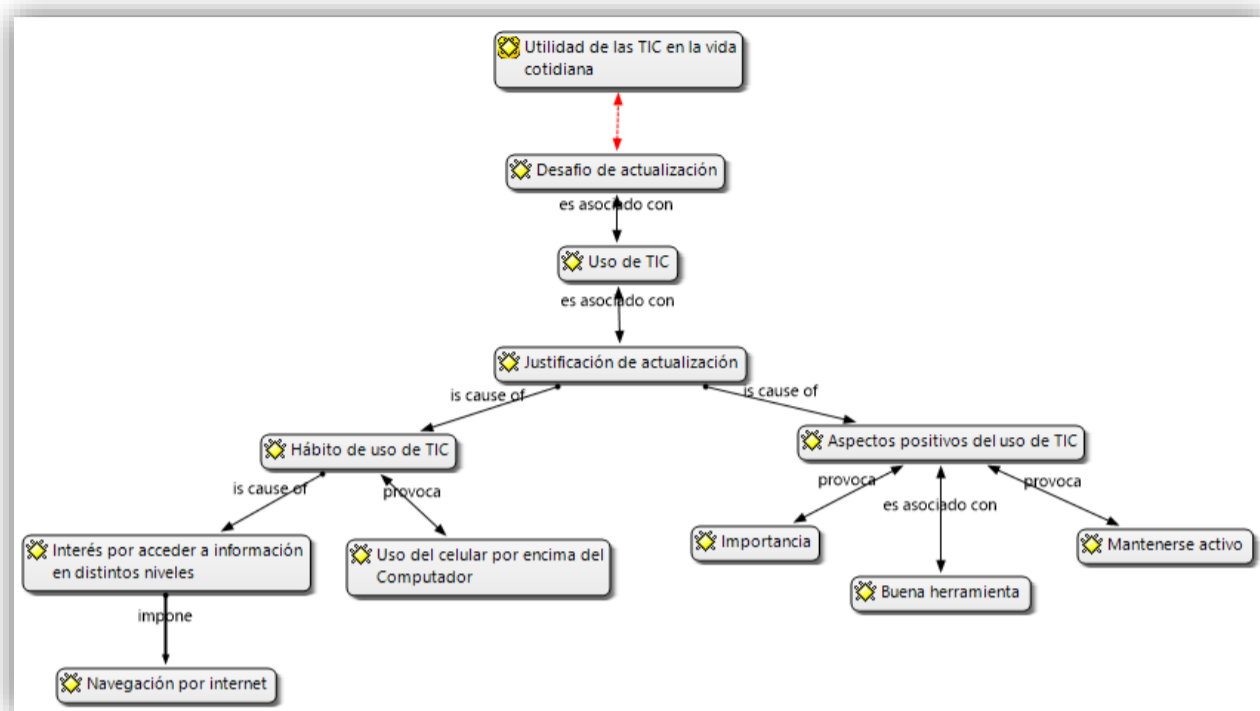 Utilidad de las TIC en la vida
cotidiana
Desafio de actualización
es asociado con
Uso de TIC
es asociado con
Justificación de actualización
is cause of
is cause of
Hábito de uso de TIC
Aspectos positivos del uso de TIC
is cause of
provoca
provoca
es asociado con
provoca
Interés por acceder a información
en distintos niveles
Uso del celular por encima del
Computador
Importancia
Mantenerse activo
Buena herramienta
impone
Navegación por internet